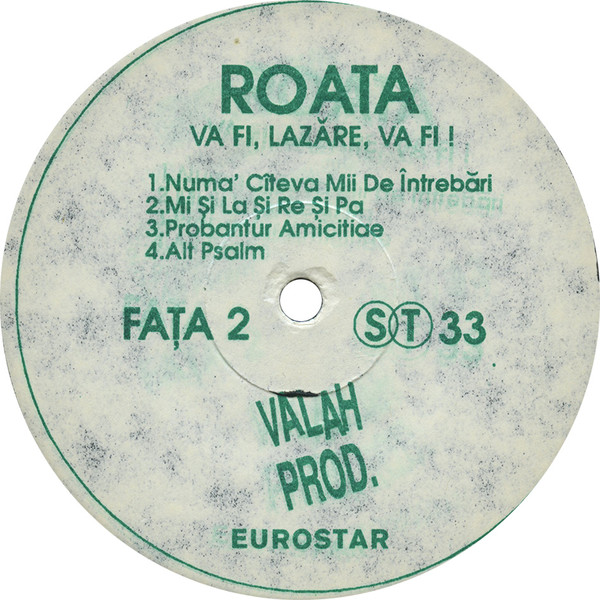 ROATA
VA FI, LAZĂRE, VA FI !
1.Numa' Cîteva Mii De Întrebări
2.Mi Și La Și Re Și Pa
3.Probantur Amicitiae
4.Alt Psalm
FAȚA 2 ST 33
VALAH
PROD.
EUROSTAR